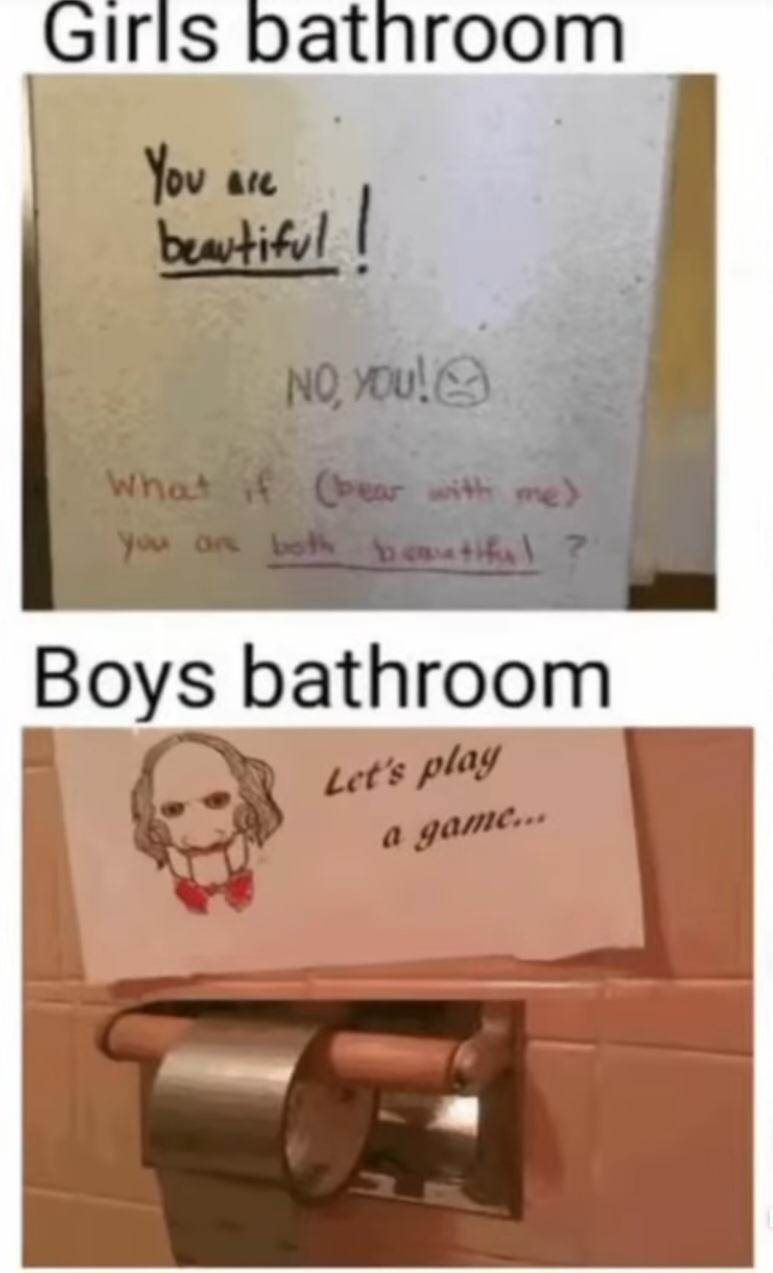 Girls bathroom
You are
beautiful!
NO, YOU!
What if (bear with me)
you are both beautiful?
Boys bathroom
Let's play
a game...